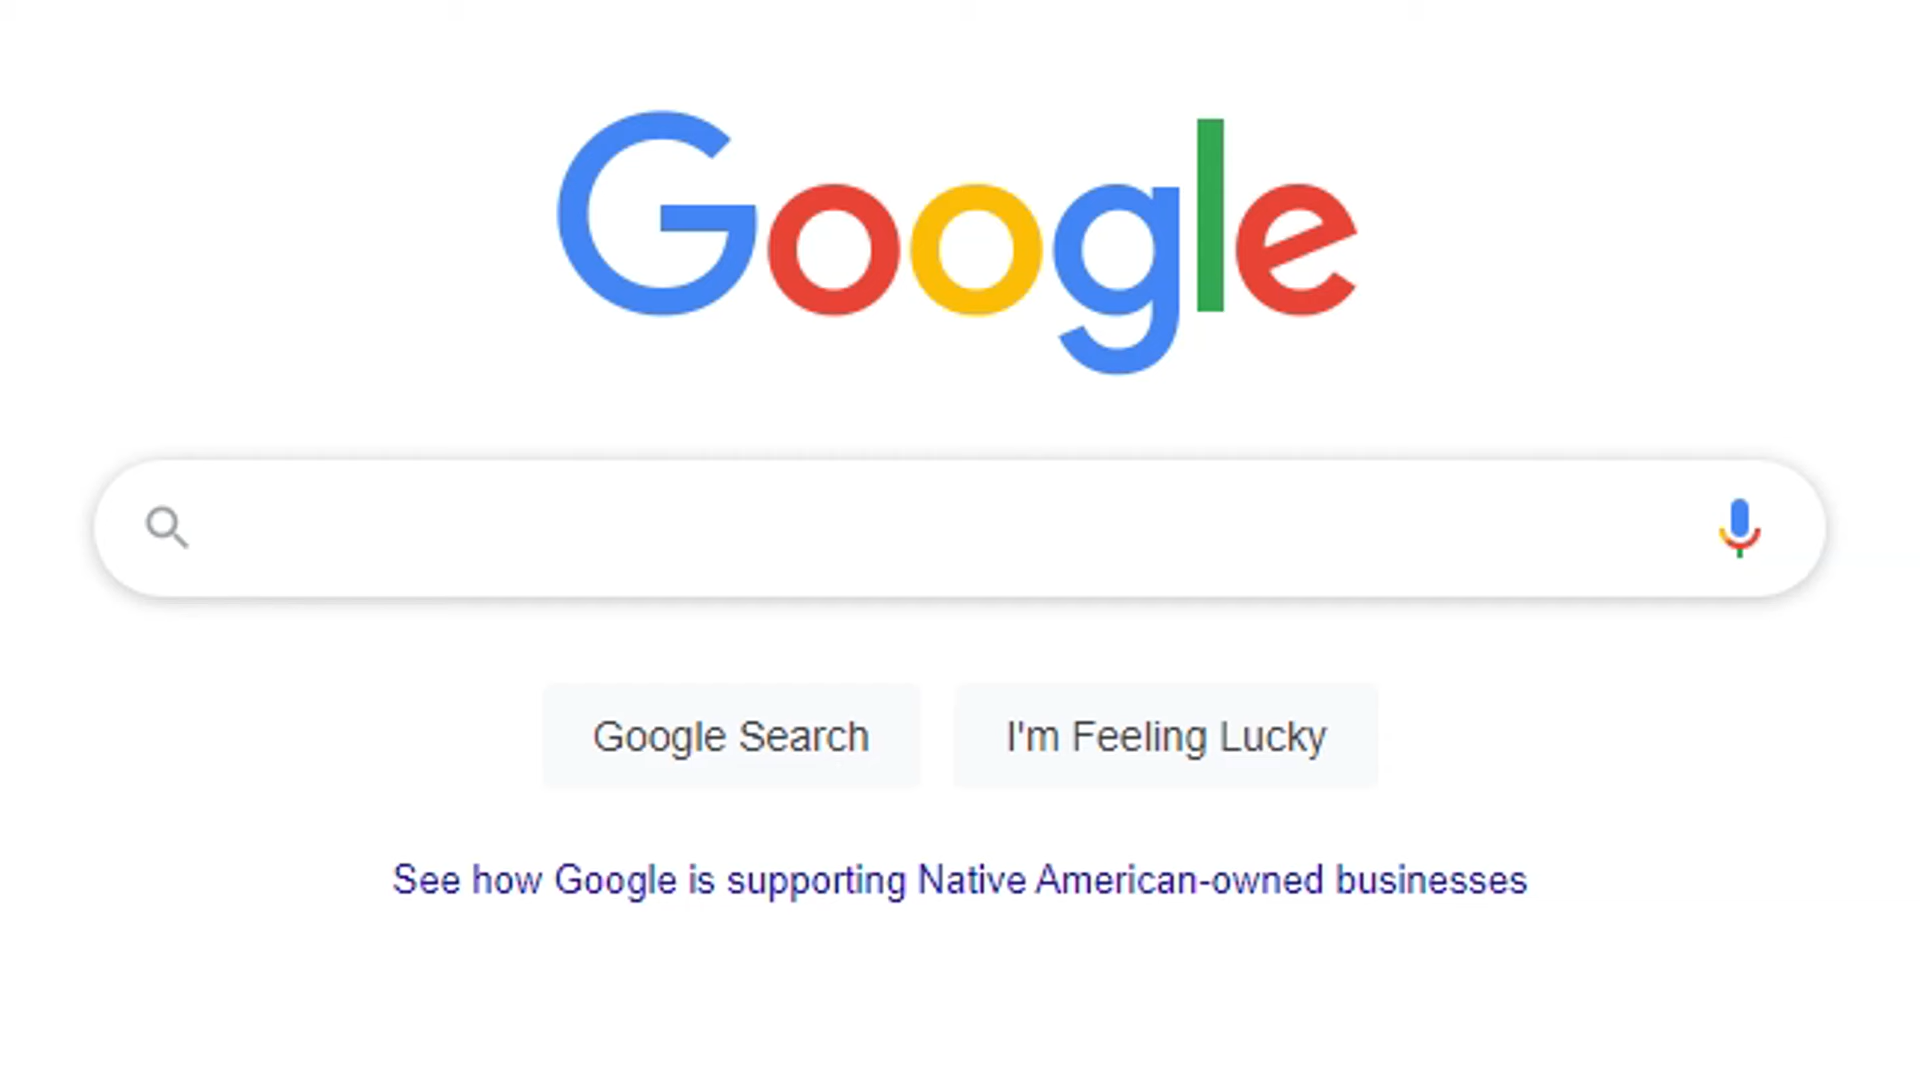 Google
Google Search
I'm Feeling Lucky
See how Google is supporting Native American-owned businesses